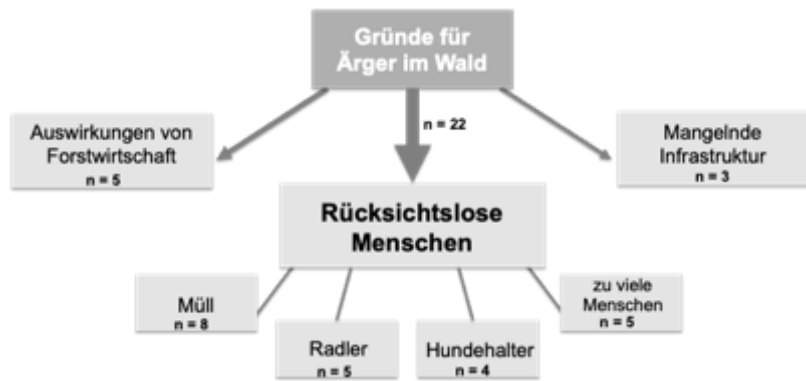 Gründe für
Ärger im Wald
Auswirkungen von
Forstwirtschaft
n = 5
n = 22
Mangelnde
Infrastruktur
n = 3
Rücksichtslose
Menschen
Müll
n = 8
Radler
n = 5
Hundehalter
n = 4
zu viele
Menschen
n = 5